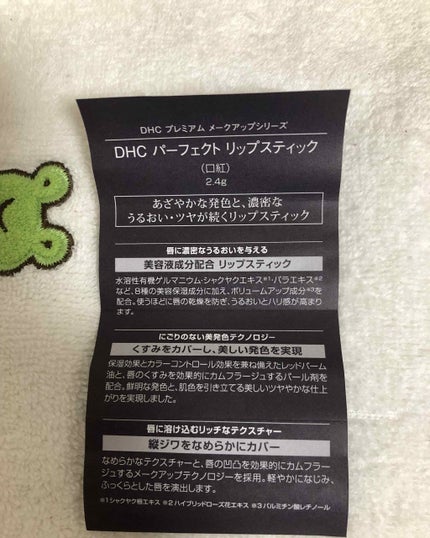 DHC プレミアム メークアップシリーズ
DHC パーフェクト リップスティック
(口紅)
2.4g
あざやかな発色と、濃密な
うるおい・ツヤが続くリップスティック
唇に濃密なうるおいを与える
美容液成分配合 リップスティック
水溶性有機ゲルマニウム・シャクヤクエキス※1・バラエキス※2
など、8種の美容保湿成分に加え、ボリュームアップ成分※3を
配合。使うほどに唇の乾燥を防ぎ、うるおいとハリ感が高まり
ます。
にごりのない美発色テクノロジー
くすみをカバーし、美しい発色を実現
保湿効果とカラーコントロール効果を兼ね備えたレッドパーム
油と、唇のくすみを効果的にカムフラージュするパール剤を
配合。鮮明な発色と、肌色を引き立てる美しいツヤやかな仕上
がりを実現しました。
唇に溶け込むリッチなテクスチャー
縦ジワをなめらかにカバー
なめらかなテクスチャーと、唇の凹凸を効果的にカムフラー
ジュするメークアップテクノロジーを採用。軽やかになじみ、
ふっくらとした唇を演出します。
※1 シャクヤク根エキス ※2 ハイブリッドローズ花エキス ※3 パルミチン酸レチノール